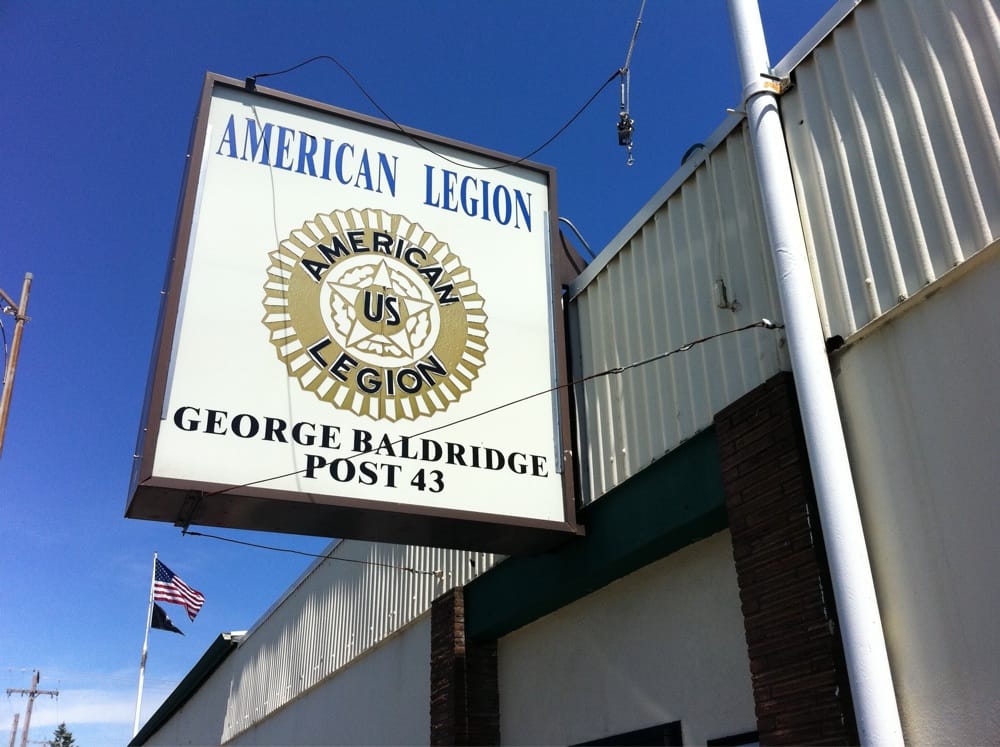 AMERICAN LEGION
AMERICAN
US
LEGION
GEORGE BALDRIDGE
POST 43